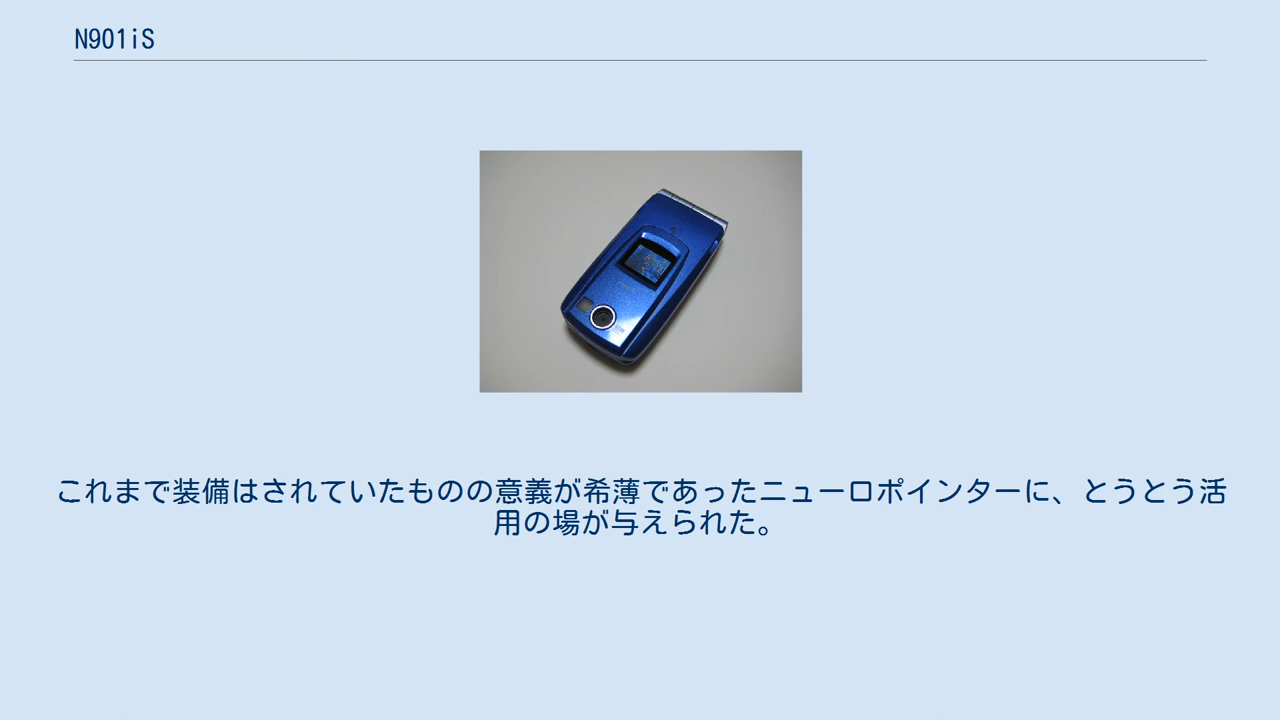 N901iS
これまで装備はされていたものの意義が希薄であったニューロポインターに、とうとう活
用の場が与えられた。